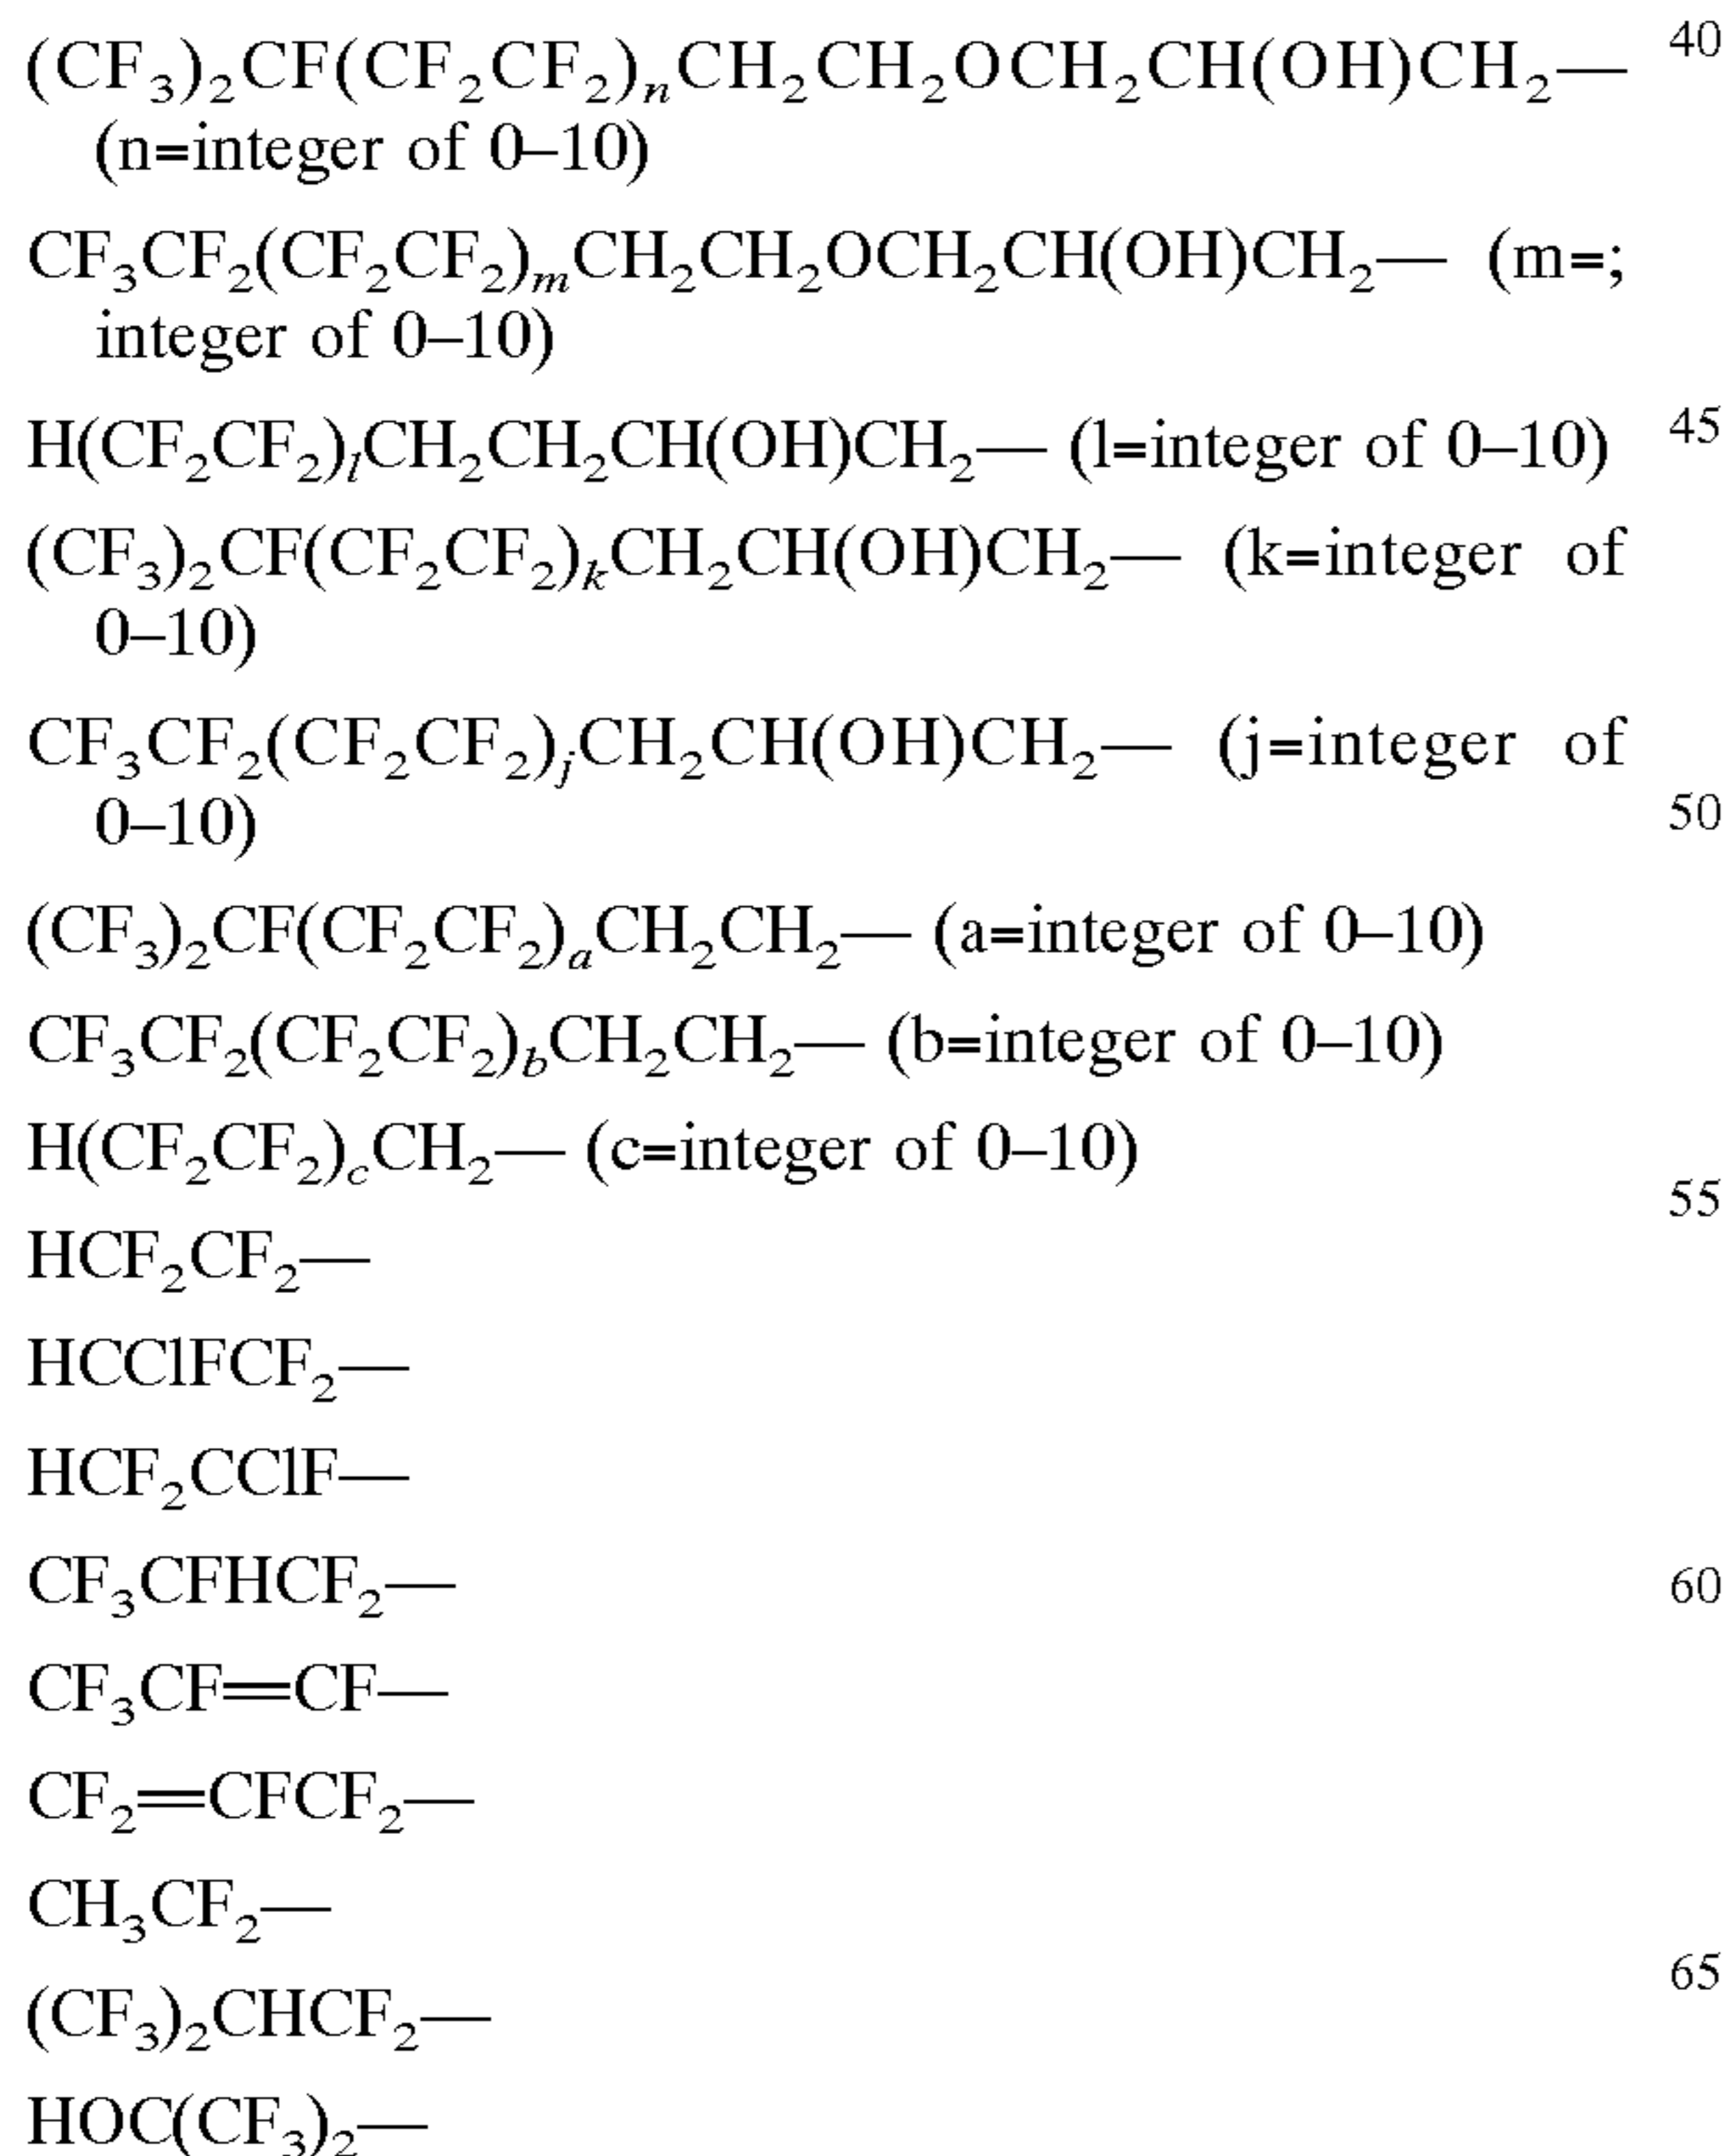 (CF₃)₂CF(CF₂CF₂)ₙCH₂CH₂OCH₂CH(OH)CH₂— 40
(n=integer of 0–10)
CF₃CF₂(CF₂CF₂)ₘCH₂CH₂OCH₂CH(OH)CH₂— (m=;
integer of 0–10)
H(CF₂CF₂)ₗCH₂CH₂CH(OH)CH₂— (l=integer of 0–10) 45
(CF₃)₂CF(CF₂CF₂)ₖCH₂CH(OH)CH₂— (k=integer of
0–10)
CF₃CF₂(CF₂CF₂)ⱼCH₂CH(OH)CH₂— (j=integer of
0–10) 50
(CF₃)₂CF(CF₂CF₂)ₐCH₂CH₂— (a=integer of 0–10)
CF₃CF₂(CF₂CF₂)bCH₂CH₂— (b=integer of 0–10)
H(CF₂CF₂)cCH₂— (c=integer of 0–10)
55
HCF₂CF₂—
HCClFCF₂—
HCF₂CClF—
CF₃CFHCF₂— 60
CF₃CF=CF—
CF₂=CFCF₂—
CH₃CF₂—
65
(CF₃)₂CHCF₂—
HOC(CF₃)₂—